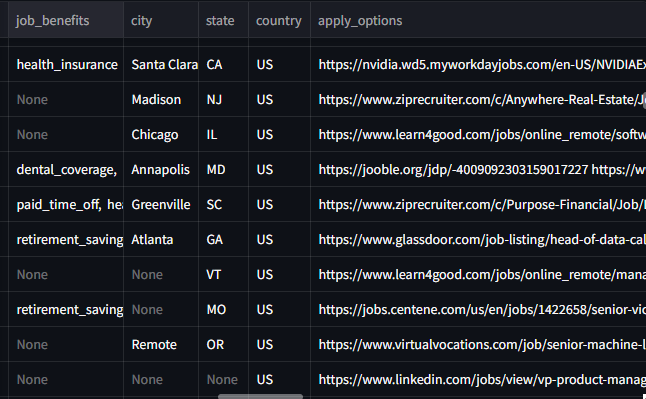 job_benefits city state country apply_options
health_insurance Santa Clara CA US https://nvidia.wd5.myworkdayjobs.com/en-US/NVIDIAEx
None Madison NJ US https://www.ziprecruiter.com/c/Anywhere-Real-Estate/J
None Chicago IL US https://www.learn4good.com/jobs/online_remote/softw
dental_coverage, Annapolis MD US https://jooble.org/jdp/-4009092303159017227 https://w
paid_time_off, hea Greenville SC US https://www.ziprecruiter.com/c/Purpose-Financial/Job/
retirement_saving Atlanta GA US https://www.glassdoor.com/job-listing/head-of-data-cal
None None VT US https://www.learn4good.com/jobs/online_remote/mana
retirement_saving None MO US https://jobs.centene.com/us/en/jobs/1422658/senior-vic
None Remote OR US https://www.virtualvocations.com/job/senior-machine-l
None None None US https://www.linkedin.com/jobs/view/vp-product-manag